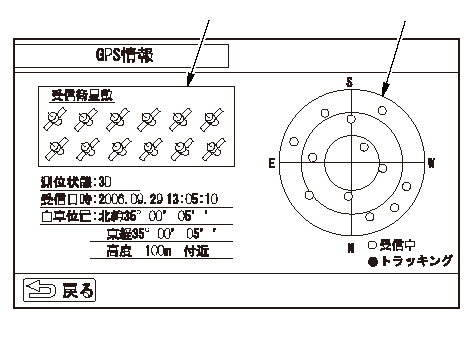 GPS情報
受信衛星数
測位状態:3D
受信日時:2006.09.29 13:05:10
自車位置:北緯35°00′05′′
東経35°00′05′′
高度 100m 付近
S
E
W
N
○受信中
●トラッキング
戻る